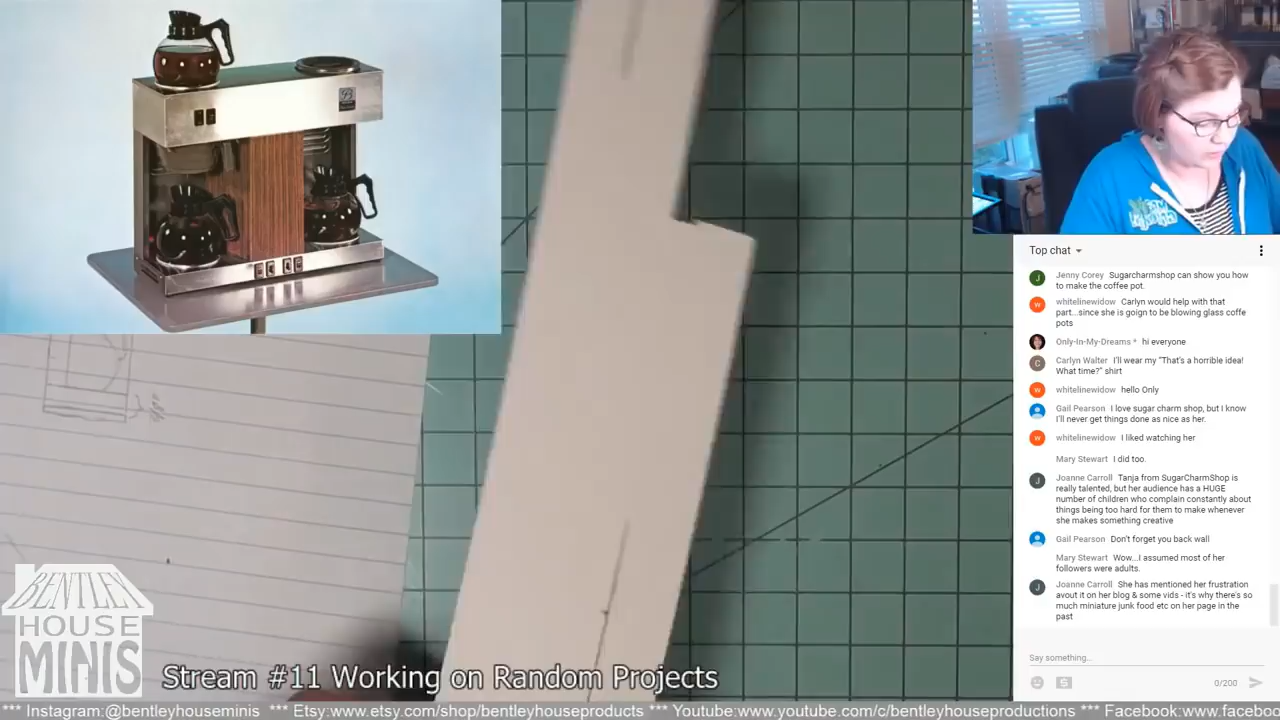 Top chat
Jenny Corey Sugarcharmshop can show you how
to make the coffee pot.
whitelinewidow Carlyn would help with that
part...since she is goign to be blowing glass coffe
pots
Only-In-My-Dreams * hi everyone
Carlyn Walter I'll wear my "That's a horrible idea!
What time?" shirt
whitelinewidow hello Only
Gail Pearson I love sugar charm shop, but I know
I'll never get things done as nice as her.
whitelinewidow I liked watching her
Mary Stewart I did too.
Joanne Carroll Tanja from SugarCharmShop is
really talented, but her audience has a HUGE
number of children who complain constantly about
things being too hard for them to make whenever
she makes something creative
Gail Pearson Don't forget you back wall
Mary Stewart Wow...I assumed most of her
followers were adults.
Joanne Carroll She has mentioned her frustration
avout it on her blog & some vids - it's why there's so
much miniature junk food etc on her page in the
past
Say something...
0/200
BENTLEY
HOUSE
MINIS
Stream #11 Working on Random Projects
*** Instagram:@bentleyhouseminis *** Etsy:www.etsy.com/shop/bentleyhouseproducts *** Youtube:www.youtube.com/c/bentleyhouseproductions *** Facebook:www.facebo